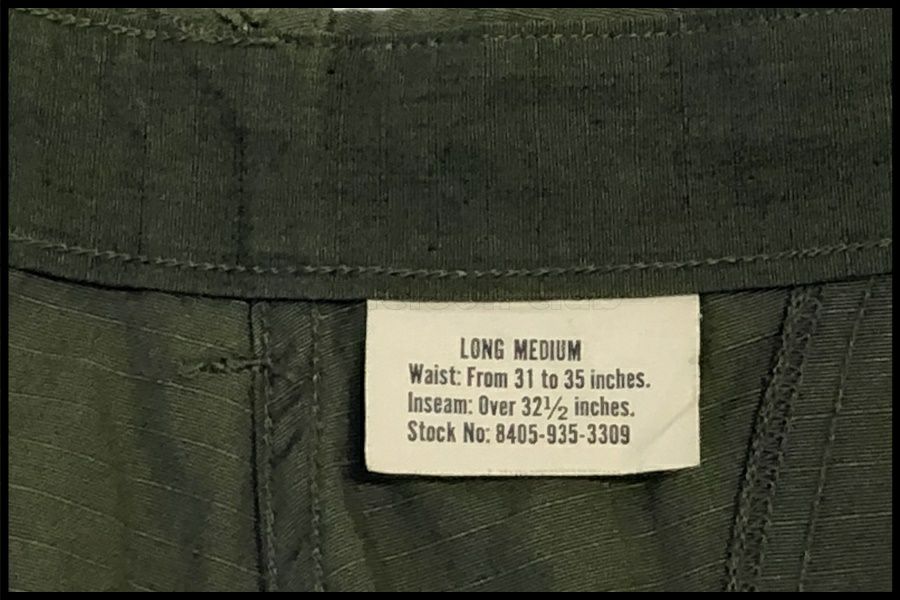 LONG MEDIUM
Waist: From 31 to 35 inches.
Inseam: Over 32½ inches.
Stock No: 8405-935-3309